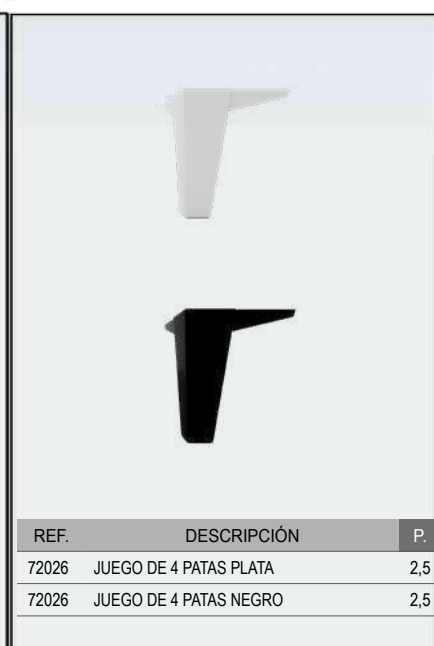 REF. DESCRIPCIÓN P.
72026 JUEGO DE 4 PATAS PLATA 2,5
72026 JUEGO DE 4 PATAS NEGRO 2,5